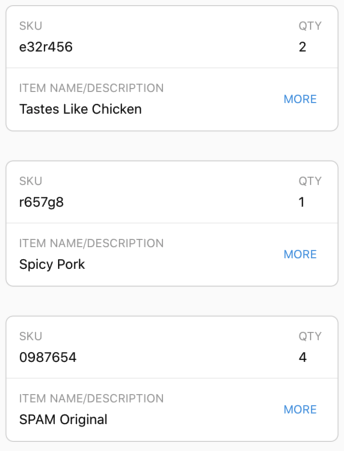 SKU QTY
e32r456 2
ITEM NAME/DESCRIPTION
MORE
Tastes Like Chicken
SKU QTY
r657g8 1
ITEM NAME/DESCRIPTION
MORE
Spicy Pork
SKU QTY
0987654 4
ITEM NAME/DESCRIPTION
MORE
SPAM Original